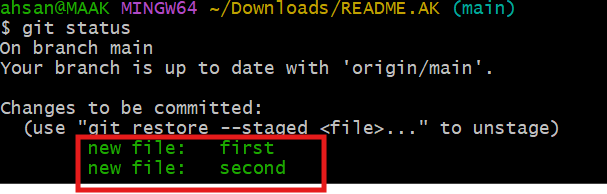 ahsan@MAAK MINGW64 ~/Downloads/README.AK (main)
$ git status
On branch main
Your branch is up to date with 'origin/main'.

Changes to be committed:
  (use "git restore --staged <file>..." to unstage)
        new file:   first
        new file:   second